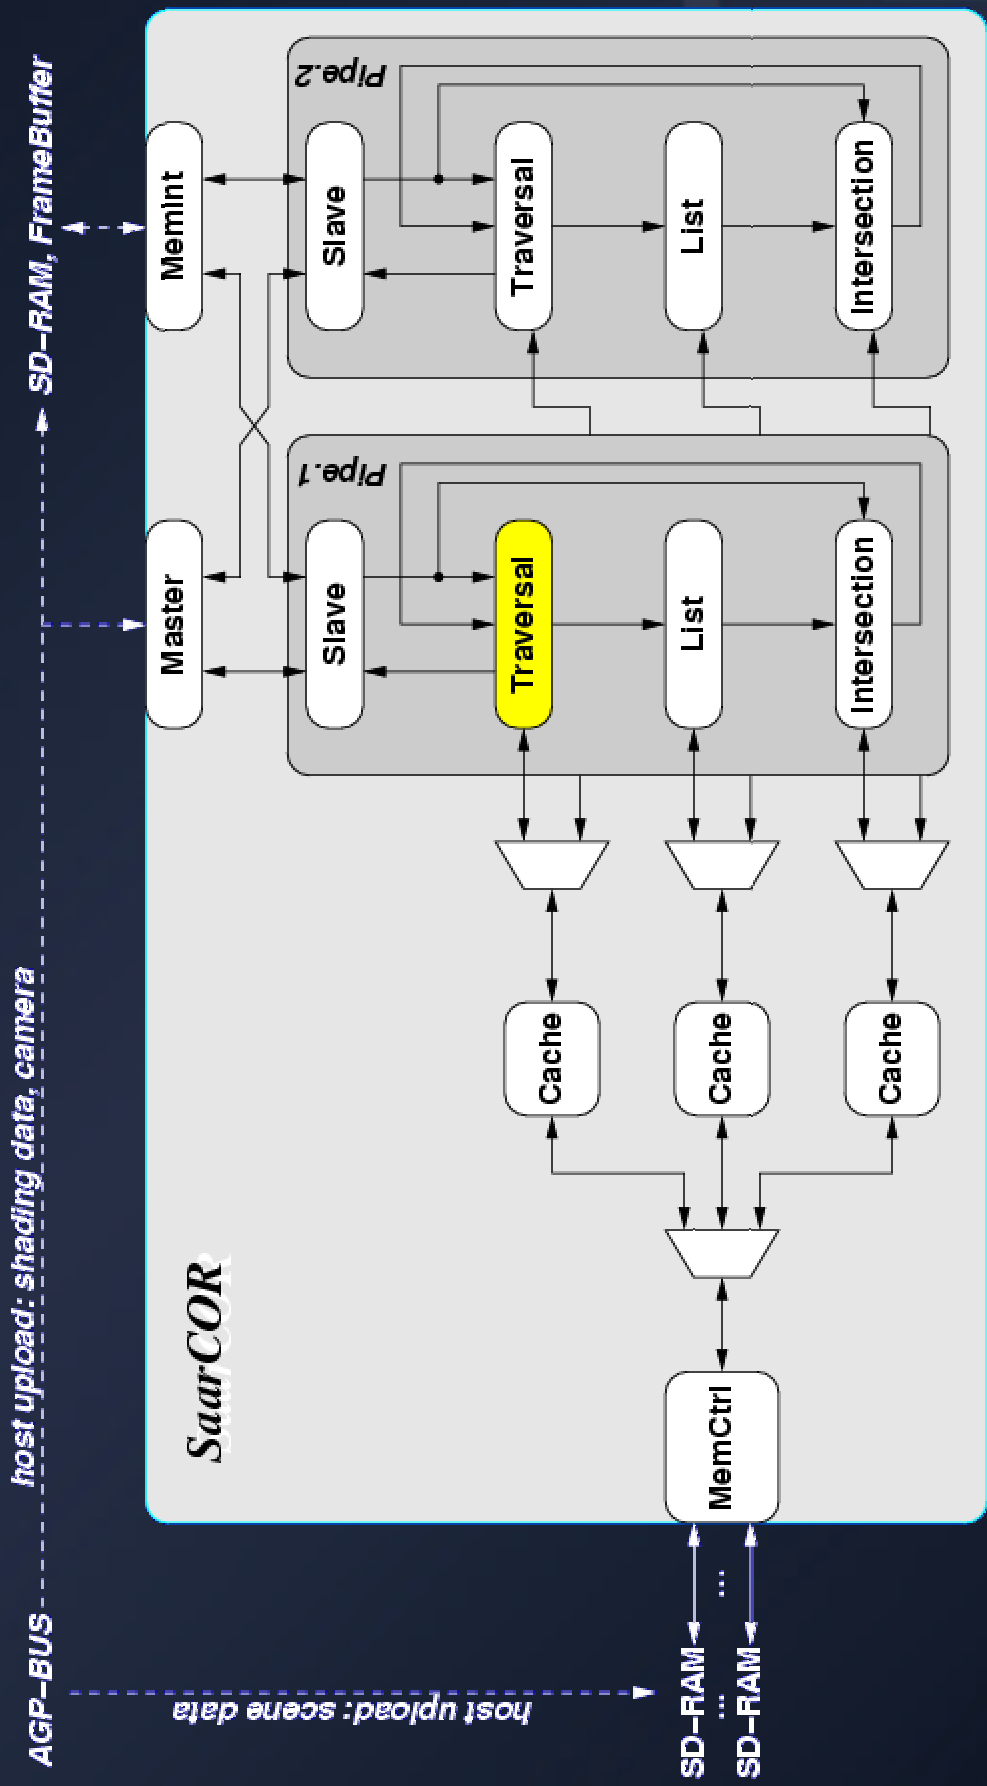 AGP-BUS
host upload: shading data, camera
SD-RAM, FrameBuffer
host upload: scene data
SaarCOR
Master
MemInt
Pipe.1
Slave
Traversal
List
Intersection
Pipe.2
Slave
Traversal
List
Intersection
Cache
Cache
Cache
MemCtrl
SD-RAM
...
...
SD-RAM